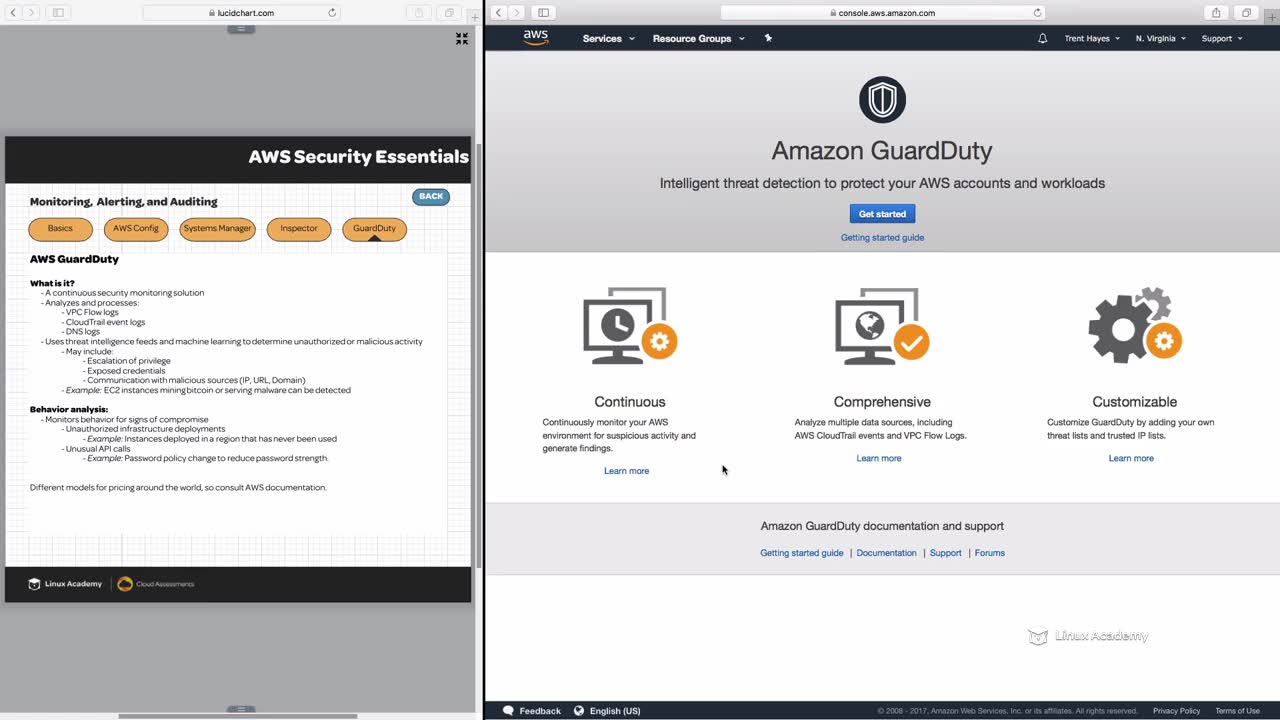 lucidchart.com
AWS Security Essentials
Monitoring, Alerting, and Auditing
BACK
Basics
AWS Config
Systems Manager
Inspector
GuardDuty
AWS GuardDuty
What is it?
- A continuous security monitoring solution
- Analyzes and processes:
- VPC Flow logs
- CloudTrail event logs
- DNS logs
- Uses threat intelligence feeds and machine learning to determine unauthorized or malicious activity
- May include:
- Escalation of privilege
- Exposed credentials
- Communication with malicious sources (IP, URL, Domain)
- Example: EC2 instances mining bitcoin or serving malware can be detected
Behavior analysis:
- Monitors behavior for signs of compromise
- Unauthorized infrastructure deployments
- Example: Instances deployed in a region that has never been used
- Unusual API calls
- Example: Password policy change to reduce password strength.
Different models for pricing around the world, so consult AWS documentation.
Linux Academy
Cloud Assessments
console.aws.amazon.com
aws
Services
Resource Groups
Trent Hayes
N. Virginia
Support
Amazon GuardDuty
Intelligent threat detection to protect your AWS accounts and workloads
Get started
Getting started guide
Continuous
Continuously monitor your AWS
environment for suspicious activity and
generate findings.
Learn more
Comprehensive
Analyze multiple data sources, including
AWS CloudTrail events and VPC Flow Logs.
Learn more
Customizable
Customize GuardDuty by adding your own
threat lists and trusted IP lists.
Learn more
Amazon GuardDuty documentation and support
Getting started guide | Documentation | Support | Forums
Linux Academy
Feedback
English (US)
© 2008 - 2017, Amazon Web Services, Inc. or its affiliates. All rights reserved.
Privacy Policy
Terms of Use